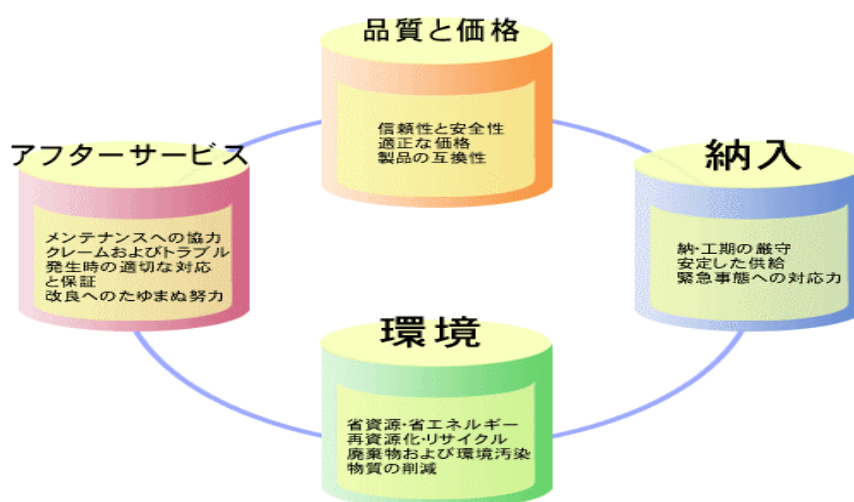 品質と価格
信頼性と安全性
適正な価格
製品の互換性
アフターサービス
メンテナンスへの協力
クレームおよびトラブル
発生時の適切な対応
と保証
改良へのたゆまぬ努力
納入
納・工期の厳守
安定した供給
緊急事態への対応力
環境
省資源・省エネルギー
再資源化・リサイクル
廃棄物および環境汚染
物質の削減